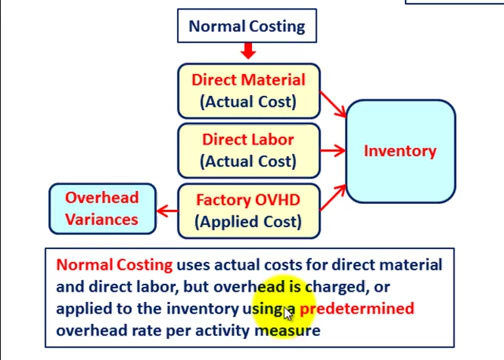 Normal Costing
Direct Material
(Actual Cost)
Direct Labor
(Actual Cost)
Inventory
Overhead
Variances
Factory OVHD
(Applied Cost)
Normal Costing uses actual costs for direct material
and direct labor, but overhead is charged, or
applied to the inventory using a predetermined
overhead rate per activity measure